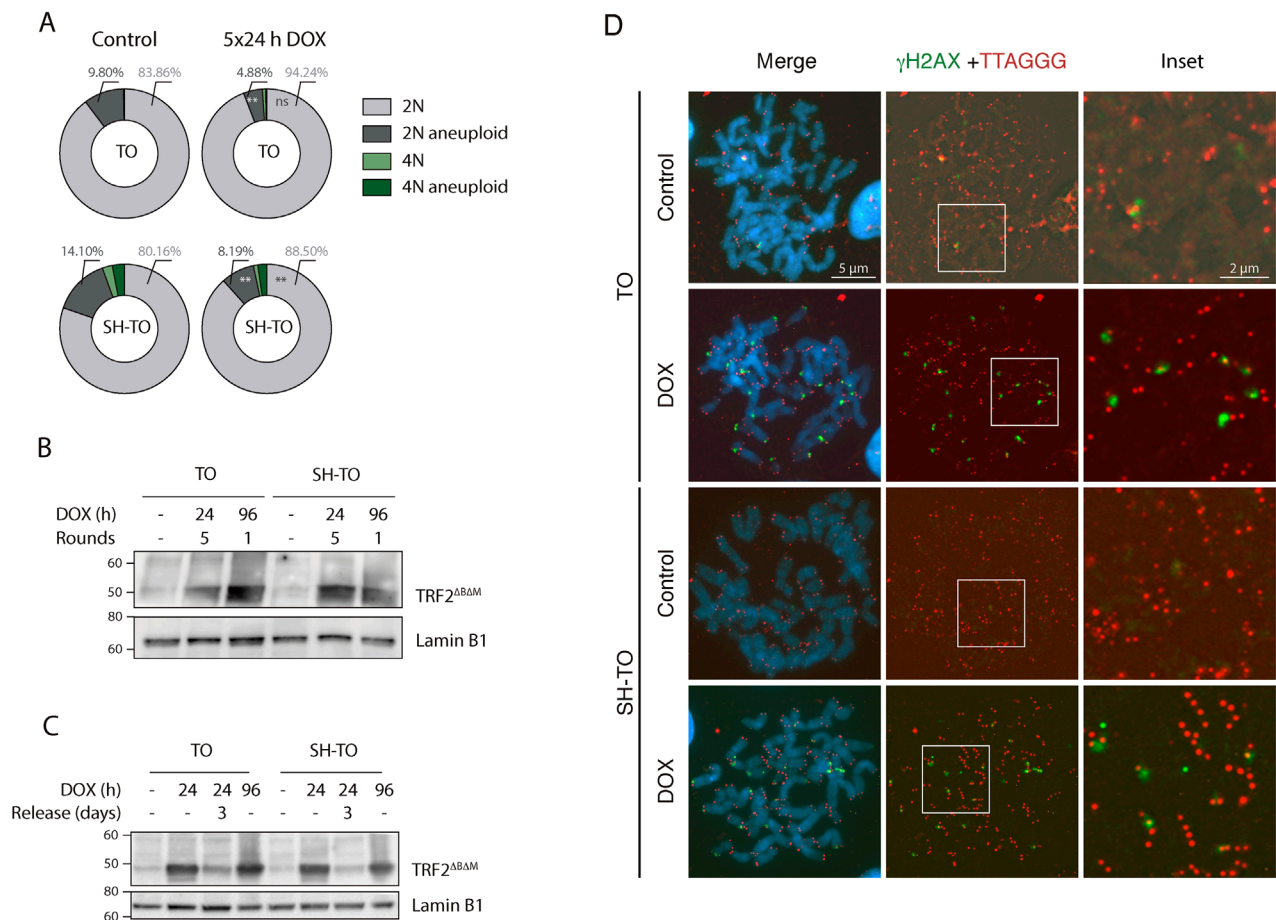 A
Control 5x24 h DOX
9.80% 83.86% 4.88% 94.24%
** ns
TO TO
2N
2N aneuploid
4N
4N aneuploid
14.10% 80.16% 8.19% 88.50%
** **
SH-TO SH-TO
B
TO SH-TO
DOX (h) - 24 96 - 24 96
Rounds - 5 1 - 5 1
60
50 TRF2ΔBΔM
80
60 Lamin B1
C
TO SH-TO
DOX (h) - 24 24 96 - 24 24 96
Release (days) - - 3 - - - 3 -
60
50 TRF2ΔBΔM
80
60 Lamin B1
D
Merge γH2AX +TTAGGG Inset
TO
Control
5 μm 2 μm
DOX
SH-TO
Control
DOX